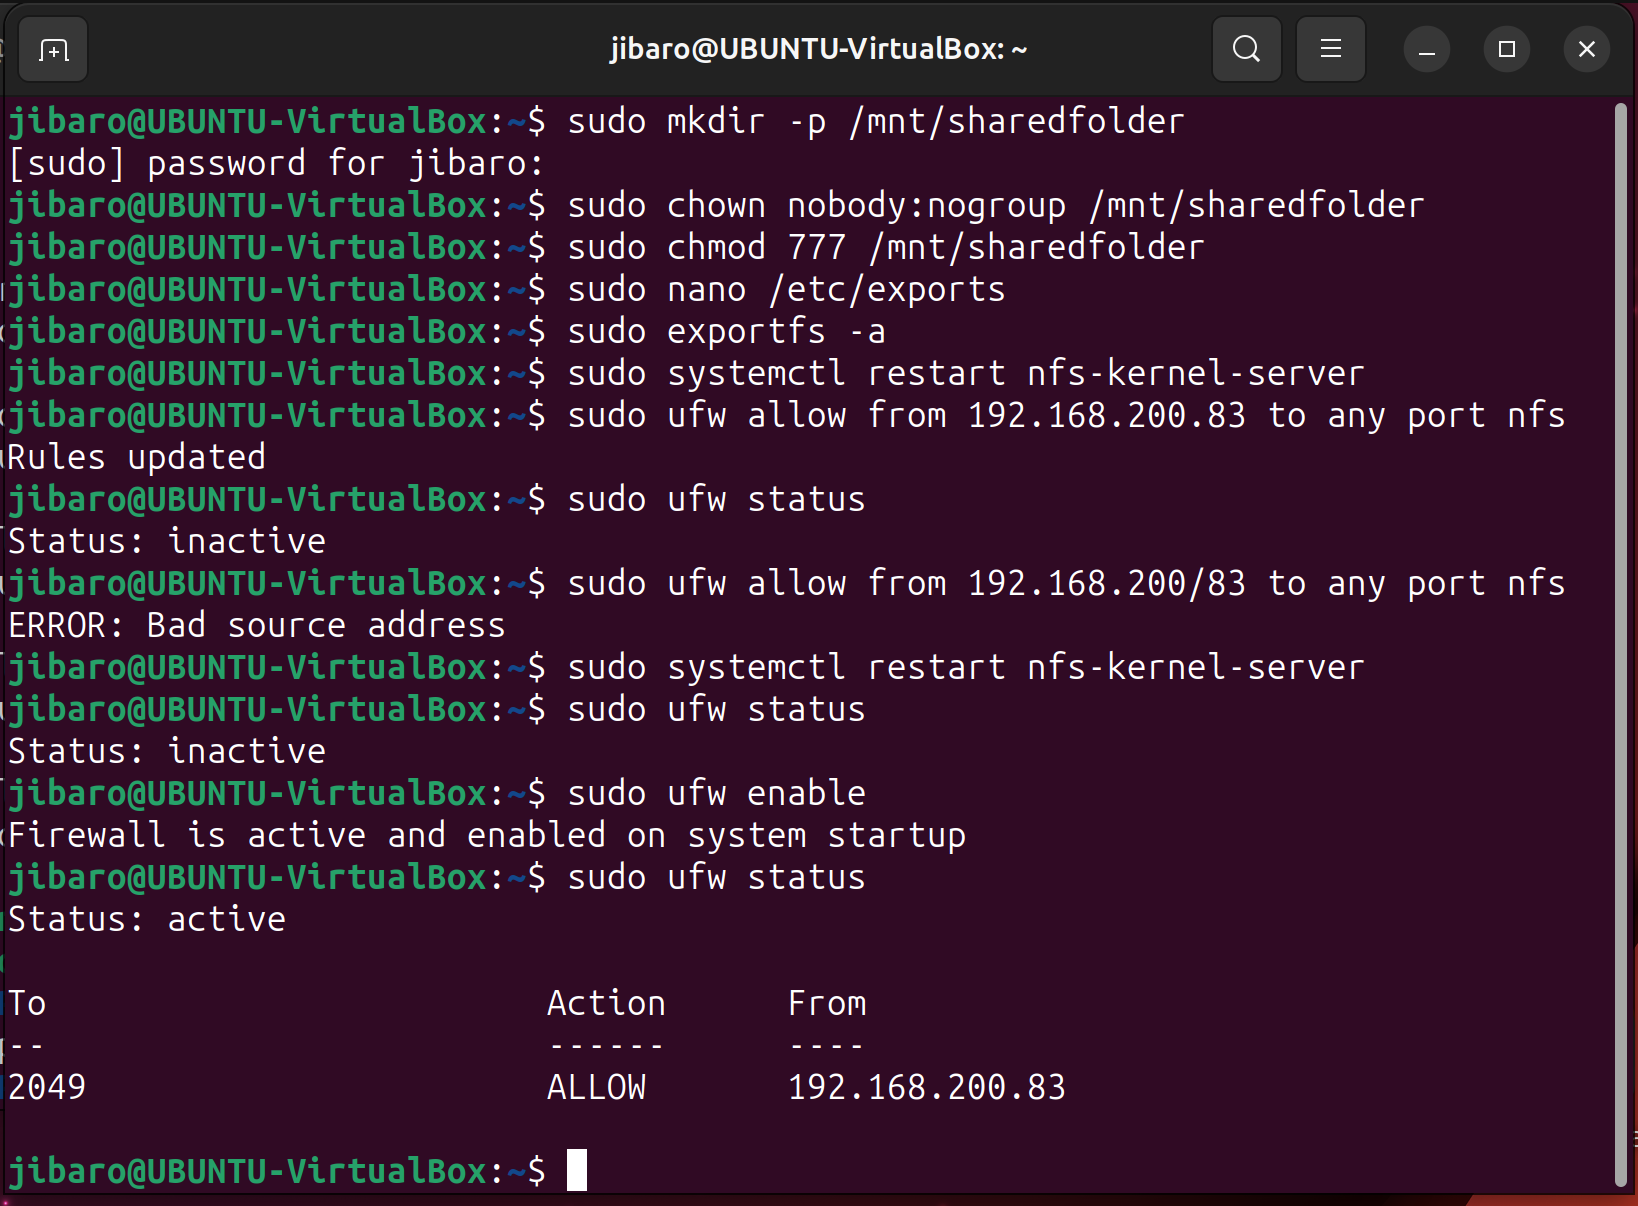 jibaro@UBUNTU-VirtualBox: ~
jibaro@UBUNTU-VirtualBox:~$ sudo mkdir -p /mnt/sharedfolder
[sudo] password for jibaro:
jibaro@UBUNTU-VirtualBox:~$ sudo chown nobody:nogroup /mnt/sharedfolder
jibaro@UBUNTU-VirtualBox:~$ sudo chmod 777 /mnt/sharedfolder
jibaro@UBUNTU-VirtualBox:~$ sudo nano /etc/exports
jibaro@UBUNTU-VirtualBox:~$ sudo exportfs -a
jibaro@UBUNTU-VirtualBox:~$ sudo systemctl restart nfs-kernel-server
jibaro@UBUNTU-VirtualBox:~$ sudo ufw allow from 192.168.200.83 to any port nfs
Rules updated
jibaro@UBUNTU-VirtualBox:~$ sudo ufw status
Status: inactive
jibaro@UBUNTU-VirtualBox:~$ sudo ufw allow from 192.168.200/83 to any port nfs
ERROR: Bad source address
jibaro@UBUNTU-VirtualBox:~$ sudo systemctl restart nfs-kernel-server
jibaro@UBUNTU-VirtualBox:~$ sudo ufw status
Status: inactive
jibaro@UBUNTU-VirtualBox:~$ sudo ufw enable
Firewall is active and enabled on system startup
jibaro@UBUNTU-VirtualBox:~$ sudo ufw status
Status: active
To Action From
-- ------ ----
2049 ALLOW 192.168.200.83
jibaro@UBUNTU-VirtualBox:~$